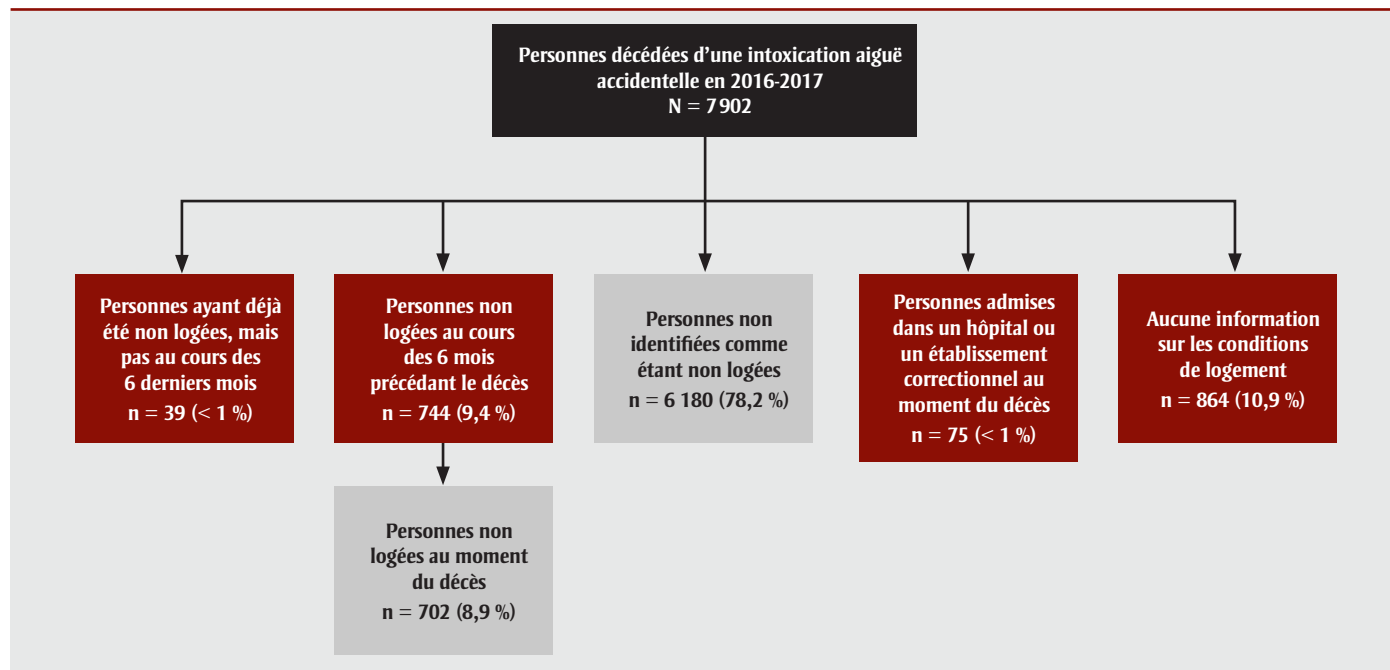 Personnes décédées d’une intoxication aiguë
accidentelle en 2016-2017
N = 7 902
Personnes ayant déjà
été non logées, mais
pas au cours des
6 derniers mois
n = 39 (< 1 %)
Personnes non
logées au cours
des 6 mois
précédant le décès
n = 744 (9,4 %)
Personnes non
identifiées comme
étant non logées
n = 6 180 (78,2 %)
Personnes admises
dans un hôpital ou
un établissement
correctionnel au
moment du décès
n = 75 (< 1 %)
Aucune information
sur les conditions
de logement
n = 864 (10,9 %)
Personnes non
logées au moment
du décès
n = 702 (8,9 %)